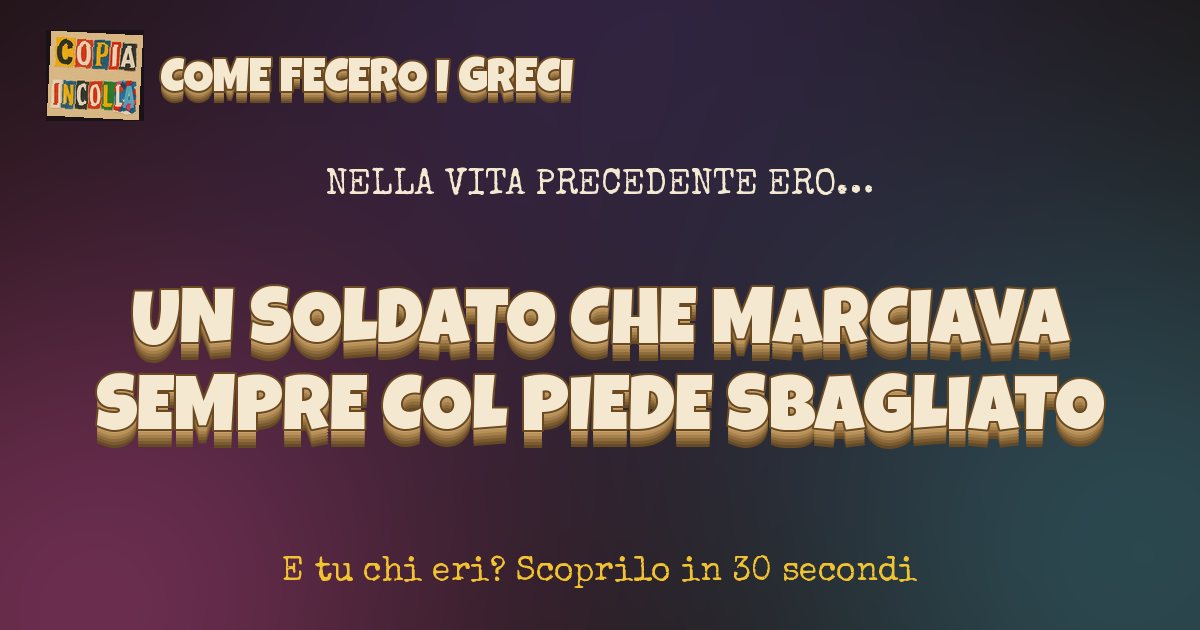 COPIA
INCOLLA
COME FECERO I GRECI
NELLA VITA PRECEDENTE ERO...
UN SOLDATO CHE MARCIAVA
SEMPRE COL PIEDE SBAGLIATO
E tu chi eri? Scoprilo in 30 secondi